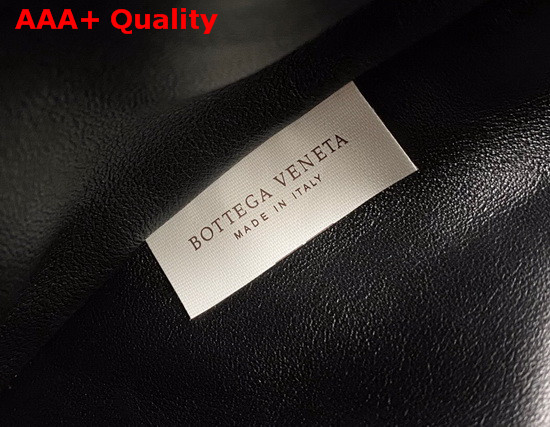 AAA+ Quality
BOTTEGA VENETA
MADE IN ITALY